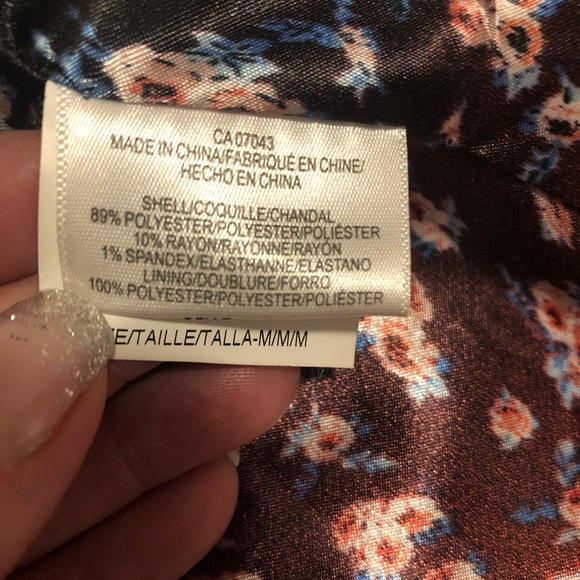 CA 07043
MADE IN CHINA/FABRIQUÉ EN CHINE/
HECHO EN CHINA
SHELL/COQUILLE/CHANDAL
89% POLYESTER/POLYESTER/POLIÉSTER
10% RAYON/RAYONNE/RAYÓN
1% SPANDEX/ELASTHANNE/ELASTANO
LINING/DOUBLURE/FORRO
100% POLYESTER/POLYESTER/POLIÉSTER
/TAILLE/TALLA-M/M/M